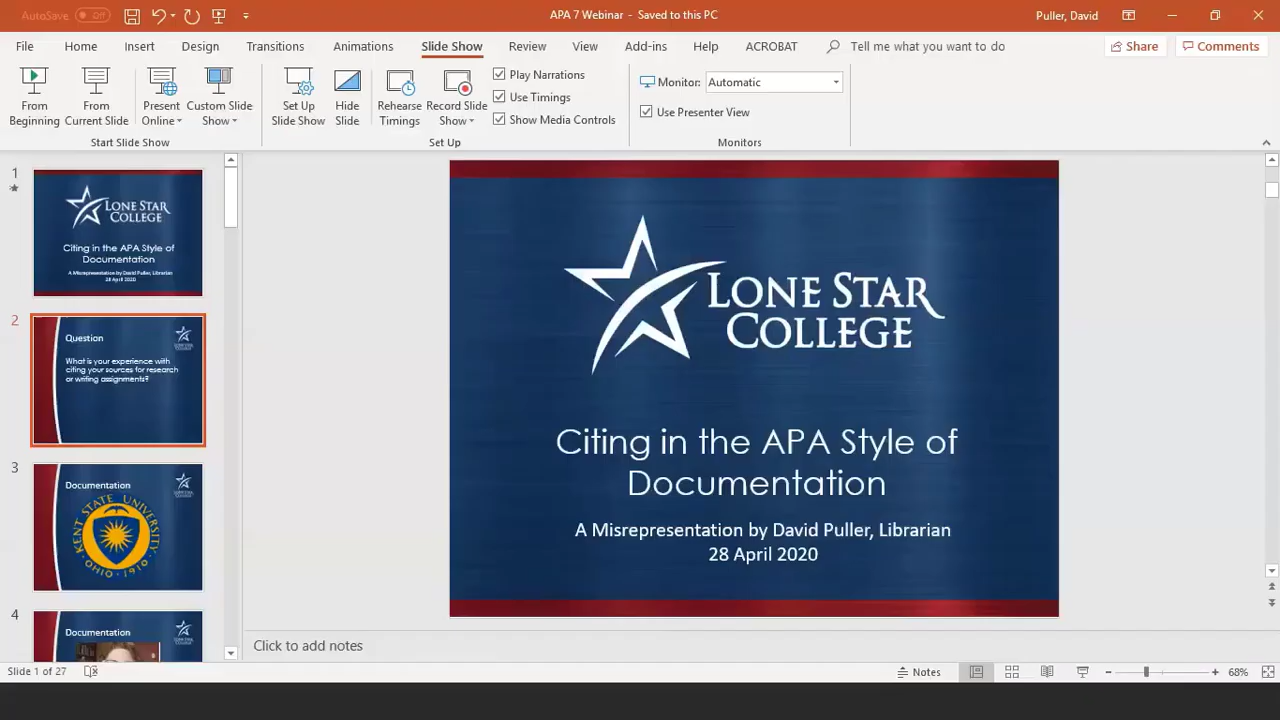 AutoSave Off
APA 7 Webinar - Saved to this PC
Puller, David
File Home Insert Design Transitions Animations Slide Show Review View Add-ins Help ACROBAT Tell me what you want to do Share Comments
From Beginning
From Current Slide
Present Online
Custom Slide Show
Set Up Slide Show
Hide Slide
Rehearse Timings
Record Slide Show
Play Narrations
Use Timings
Show Media Controls
Monitor: Automatic
Use Presenter View
Start Slide Show
Set Up
Monitors
1
LONE STAR
COLLEGE
Citing in the APA Style of
Documentation
A Misrepresentation by David Puller, Librarian
28 April 2020
2
Question
What is your experience with
citing your sources for research
or writing assignments?
3
Documentation
KENT STATE UNIVERSITY
OHIO · 1910
4
Documentation
LONE STAR
COLLEGE
Citing in the APA Style of
Documentation
A Misrepresentation by David Puller, Librarian
28 April 2020
Click to add notes
Slide 1 of 27
Notes
68%